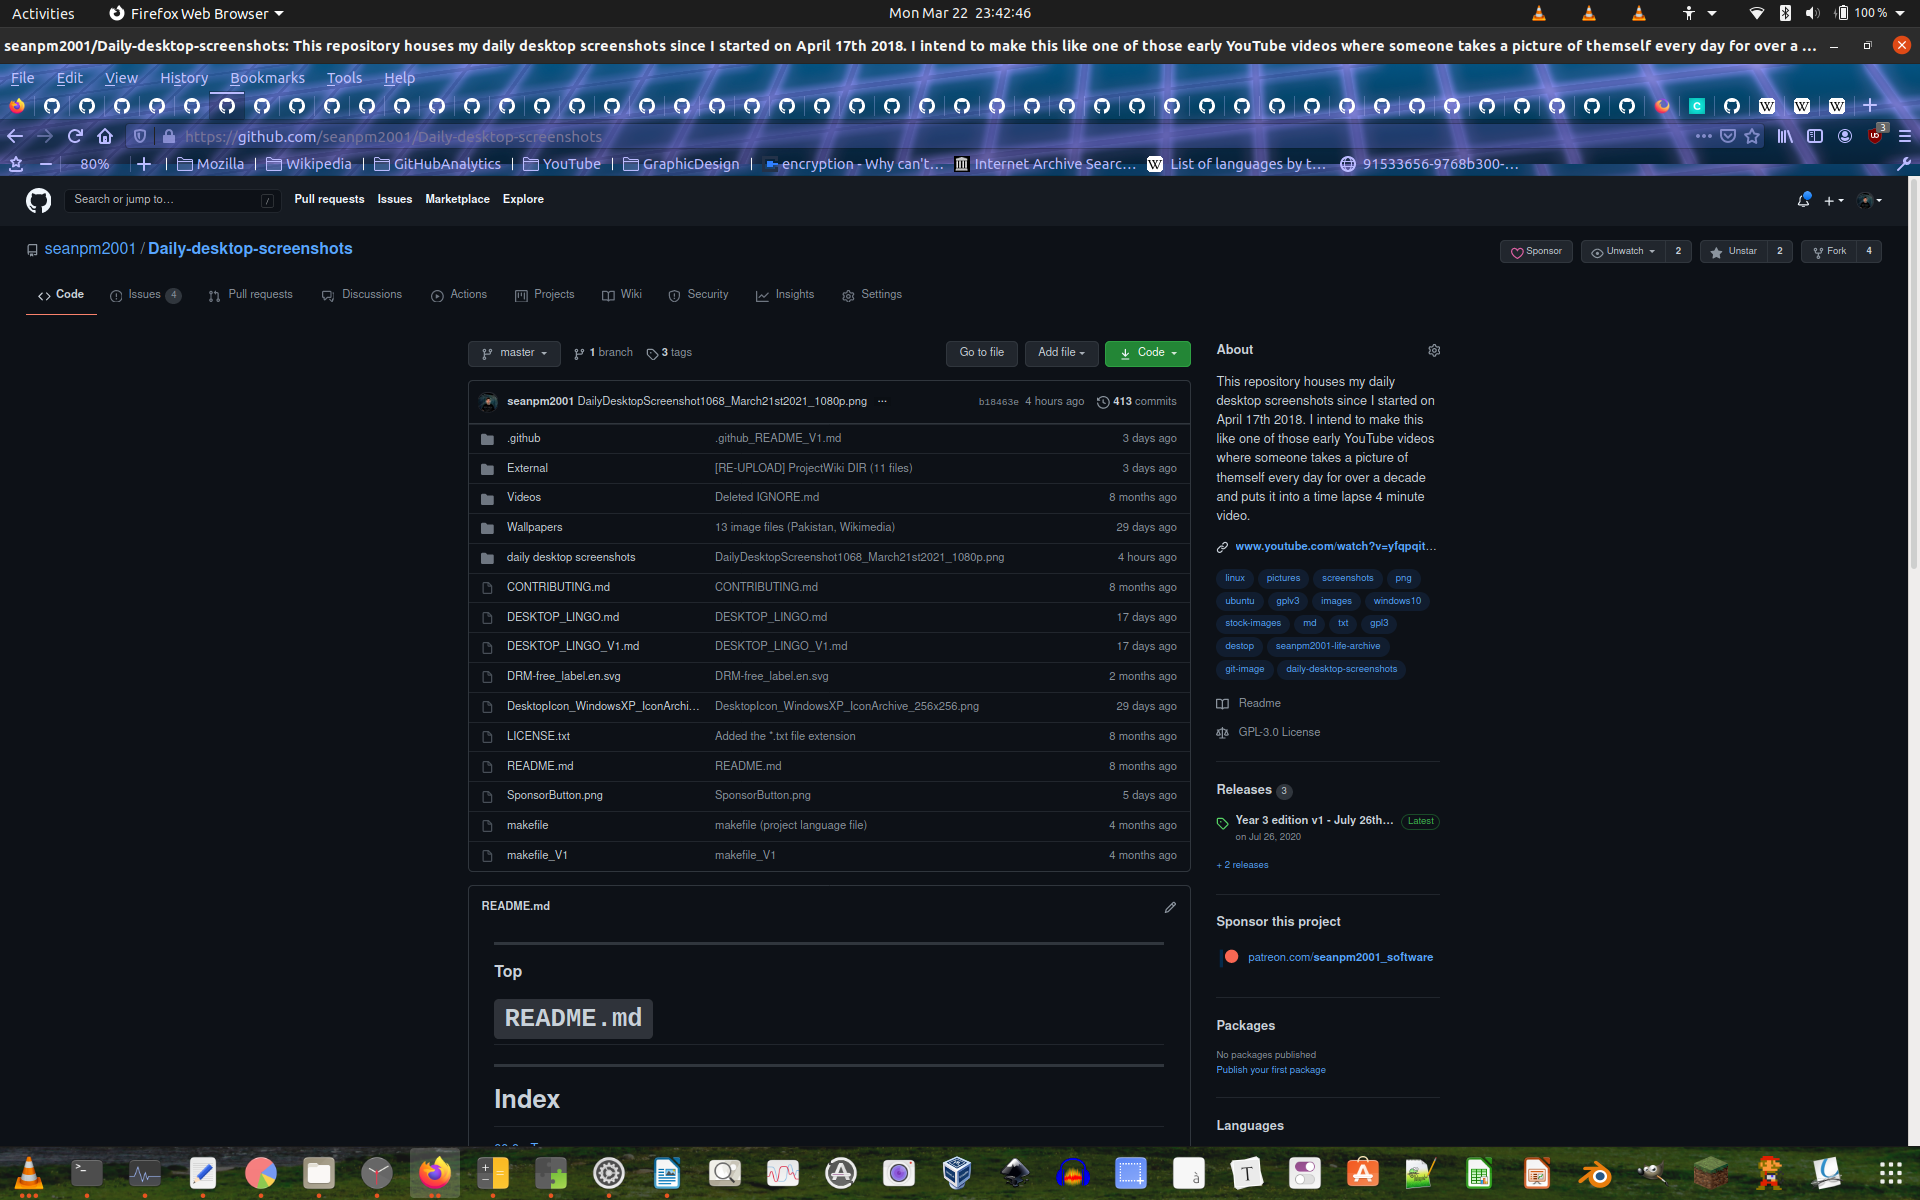 Activities Firefox Web Browser Mon Mar 22 23:42:46 100 %
seanpm2001/Daily-desktop-screenshots: This repository houses my daily desktop screenshots since I started on April 17th 2018. I intend to make this like one of those early YouTube videos where someone takes a picture of themself every day for over a ...
File Edit View History Bookmarks Tools Help
https://github.com/seanpm2001/Daily-desktop-screenshots 3
80% Mozilla Wikipedia GitHubAnalytics YouTube GraphicDesign encryption - Why can't... Internet Archive Searc... List of languages by t... 91533656-9768b300-...
Search or jump to... / Pull requests Issues Marketplace Explore
seanpm2001 / Daily-desktop-screenshots Sponsor Unwatch 2 Unstar 2 Fork 4
Code Issues 4 Pull requests Discussions Actions Projects Wiki Security Insights Settings
master 1 branch 3 tags Go to file Add file Code
seanpm2001 DailyDesktopScreenshot1068_March21st2021_1080p.png ... b18463e 4 hours ago 413 commits
.github .github_README_V1.md 3 days ago
External [RE-UPLOAD] ProjectWiki DIR (11 files) 3 days ago
Videos Deleted IGNORE.md 8 months ago
Wallpapers 13 image files (Pakistan, Wikimedia) 29 days ago
daily desktop screenshots DailyDesktopScreenshot1068_March21st2021_1080p.png 4 hours ago
CONTRIBUTING.md CONTRIBUTING.md 8 months ago
DESKTOP_LINGO.md DESKTOP_LINGO.md 17 days ago
DESKTOP_LINGO_V1.md DESKTOP_LINGO_V1.md 17 days ago
DRM-free_label.en.svg DRM-free_label.en.svg 2 months ago
DesktopIcon_WindowsXP_IconArchi... DesktopIcon_WindowsXP_IconArchive_256x256.png 29 days ago
LICENSE.txt Added the *.txt file extension 8 months ago
README.md README.md 8 months ago
SponsorButton.png SponsorButton.png 5 days ago
makefile makefile (project language file) 4 months ago
makefile_V1 makefile_V1 4 months ago
README.md
Top
README.md
Index
About
This repository houses my daily
desktop screenshots since I started on
April 17th 2018. I intend to make this
like one of those early YouTube videos
where someone takes a picture of
themself every day for over a decade
and puts it into a time lapse 4 minute
video.
www.youtube.com/watch?v=yfqpqit...
linux pictures screenshots png
ubuntu gplv3 images windows10
stock-images md txt gpl3
destop seanpm2001-life-archive
git-image daily-desktop-screenshots
Readme
GPL-3.0 License
Releases 3
Year 3 edition v1 - July 26th... Latest
on Jul 26, 2020
+ 2 releases
Sponsor this project
patreon.com/seanpm2001_software
Packages
No packages published
Publish your first package
Languages